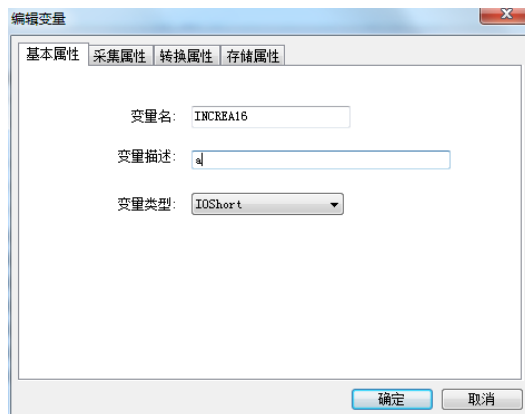 编辑变量
基本属性 采集属性 转换属性 存储属性
变量名: INCREA16
变量描述: a
变量类型: IOShort
确定 取消